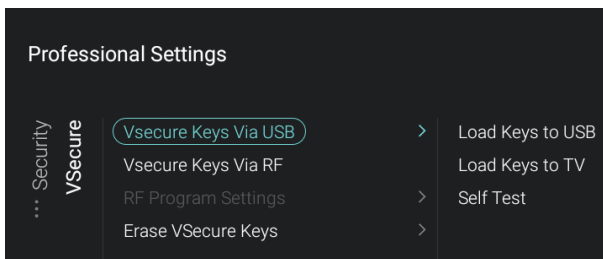 Professional Settings
... Security
VSecure
Vsecure Keys Via USB
Vsecure Keys Via RF
RF Program Settings
Erase VSecure Keys
Load Keys to USB
Load Keys to TV
Self Test